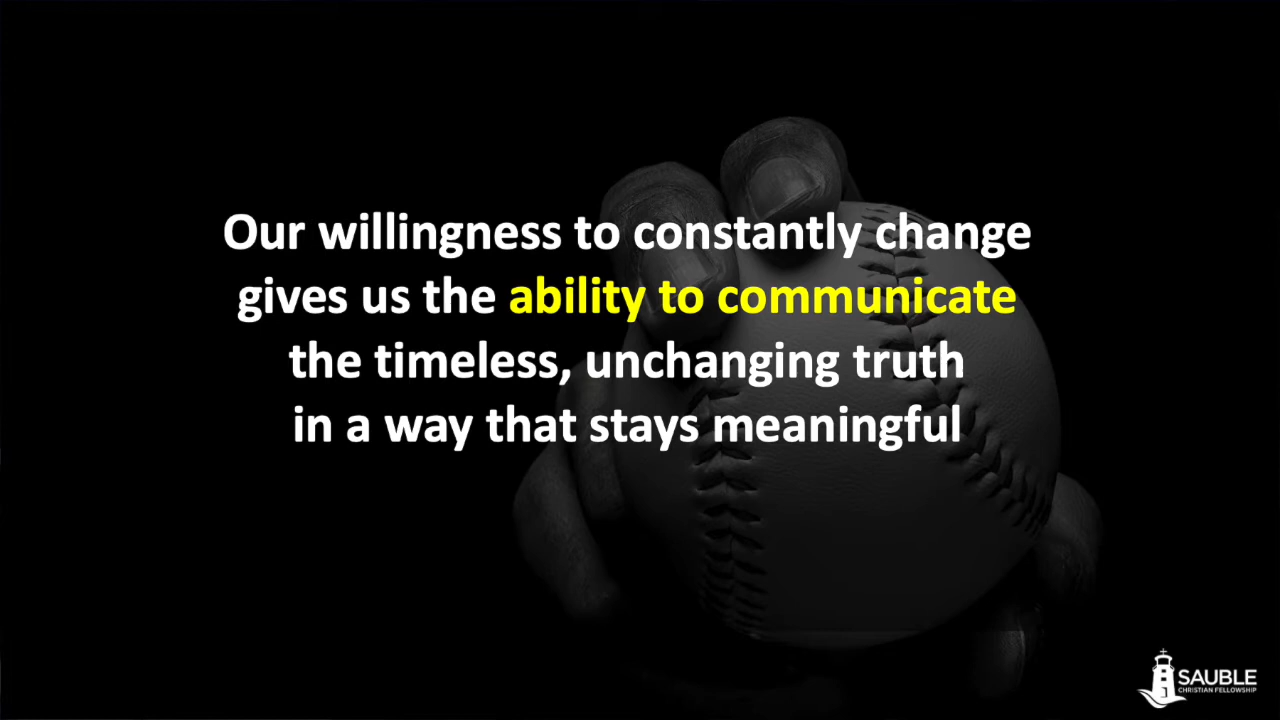 Our willingness to constantly change
gives us the ability to communicate
the timeless, unchanging truth
in a way that stays meaningful
SAUBLE
CHRISTIAN FELLOWSHIP